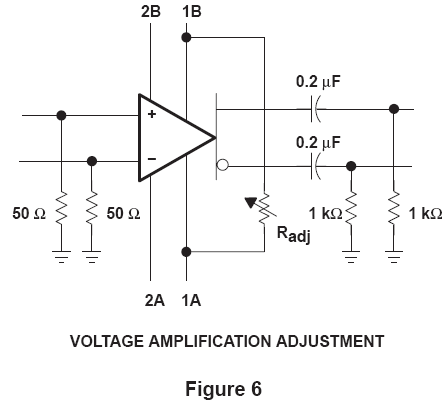 2B 1B
0.2 μF
+
0.2 μF
−
50 Ω 50 Ω 1 kΩ 1 kΩ
Radj
2A 1A
VOLTAGE AMPLIFICATION ADJUSTMENT
Figure 6